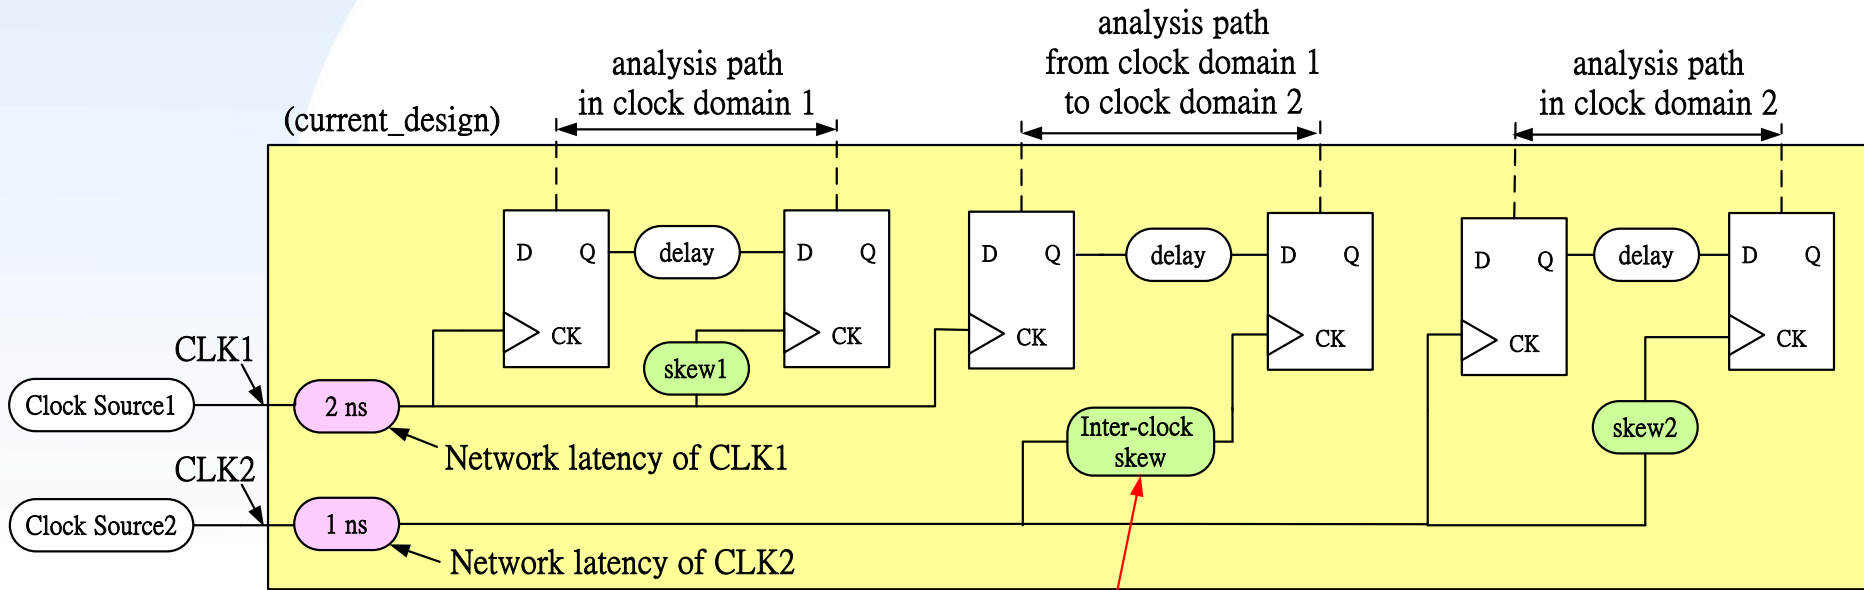 analysis path
in clock domain 1
analysis path
from clock domain 1
to clock domain 2
analysis path
in clock domain 2
(current_design)
D Q
delay
D Q
D Q
delay
D Q
D Q
delay
D Q
CK
CK
CK
CK
CK
CK
skew1
CLK1
Clock Source1
2 ns
Network latency of CLK1
Inter-clock
skew
skew2
CLK2
Clock Source2
1 ns
Network latency of CLK2